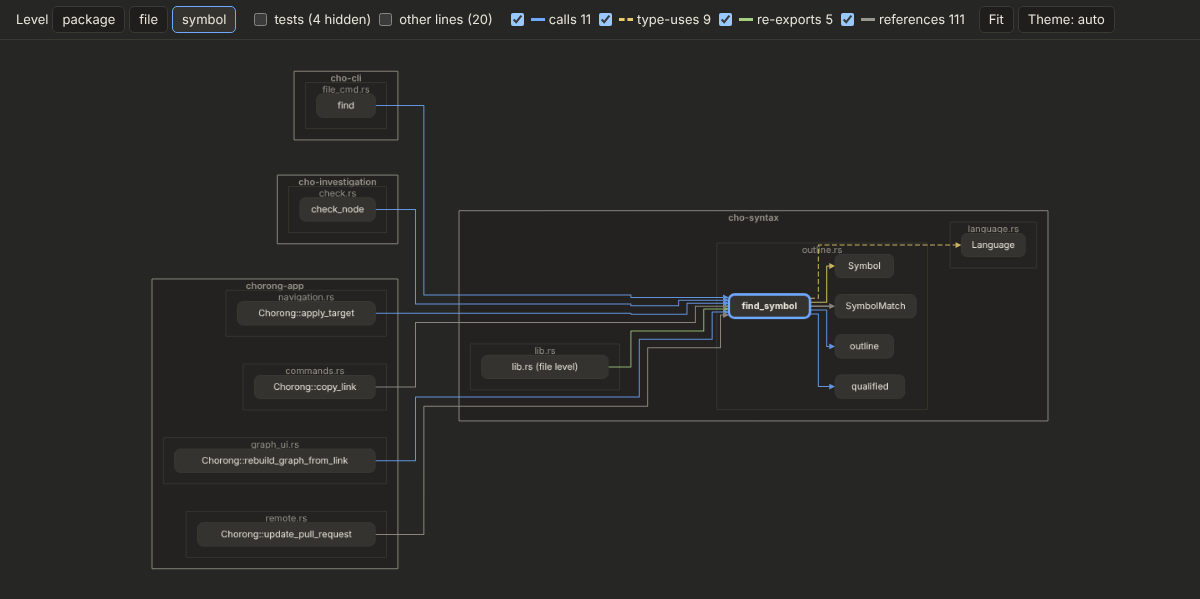 Level package file symbol tests (4 hidden) other lines (20) calls 11 type-uses 9 re-exports 5 references 111 Fit Theme: auto
cho-cli
file_cmd.rs
find
cho-investigation
check.rs
check_node
chorong-app
navigation.rs
Chorong::apply_target
commands.rs
Chorong::copy_link
graph_ui.rs
Chorong::rebuild_graph_from_link
remote.rs
Chorong::update_pull_request
cho-syntax
lib.rs
lib.rs (file level)
outline.rs
find_symbol
Symbol
SymbolMatch
outline
qualified
language.rs
Language